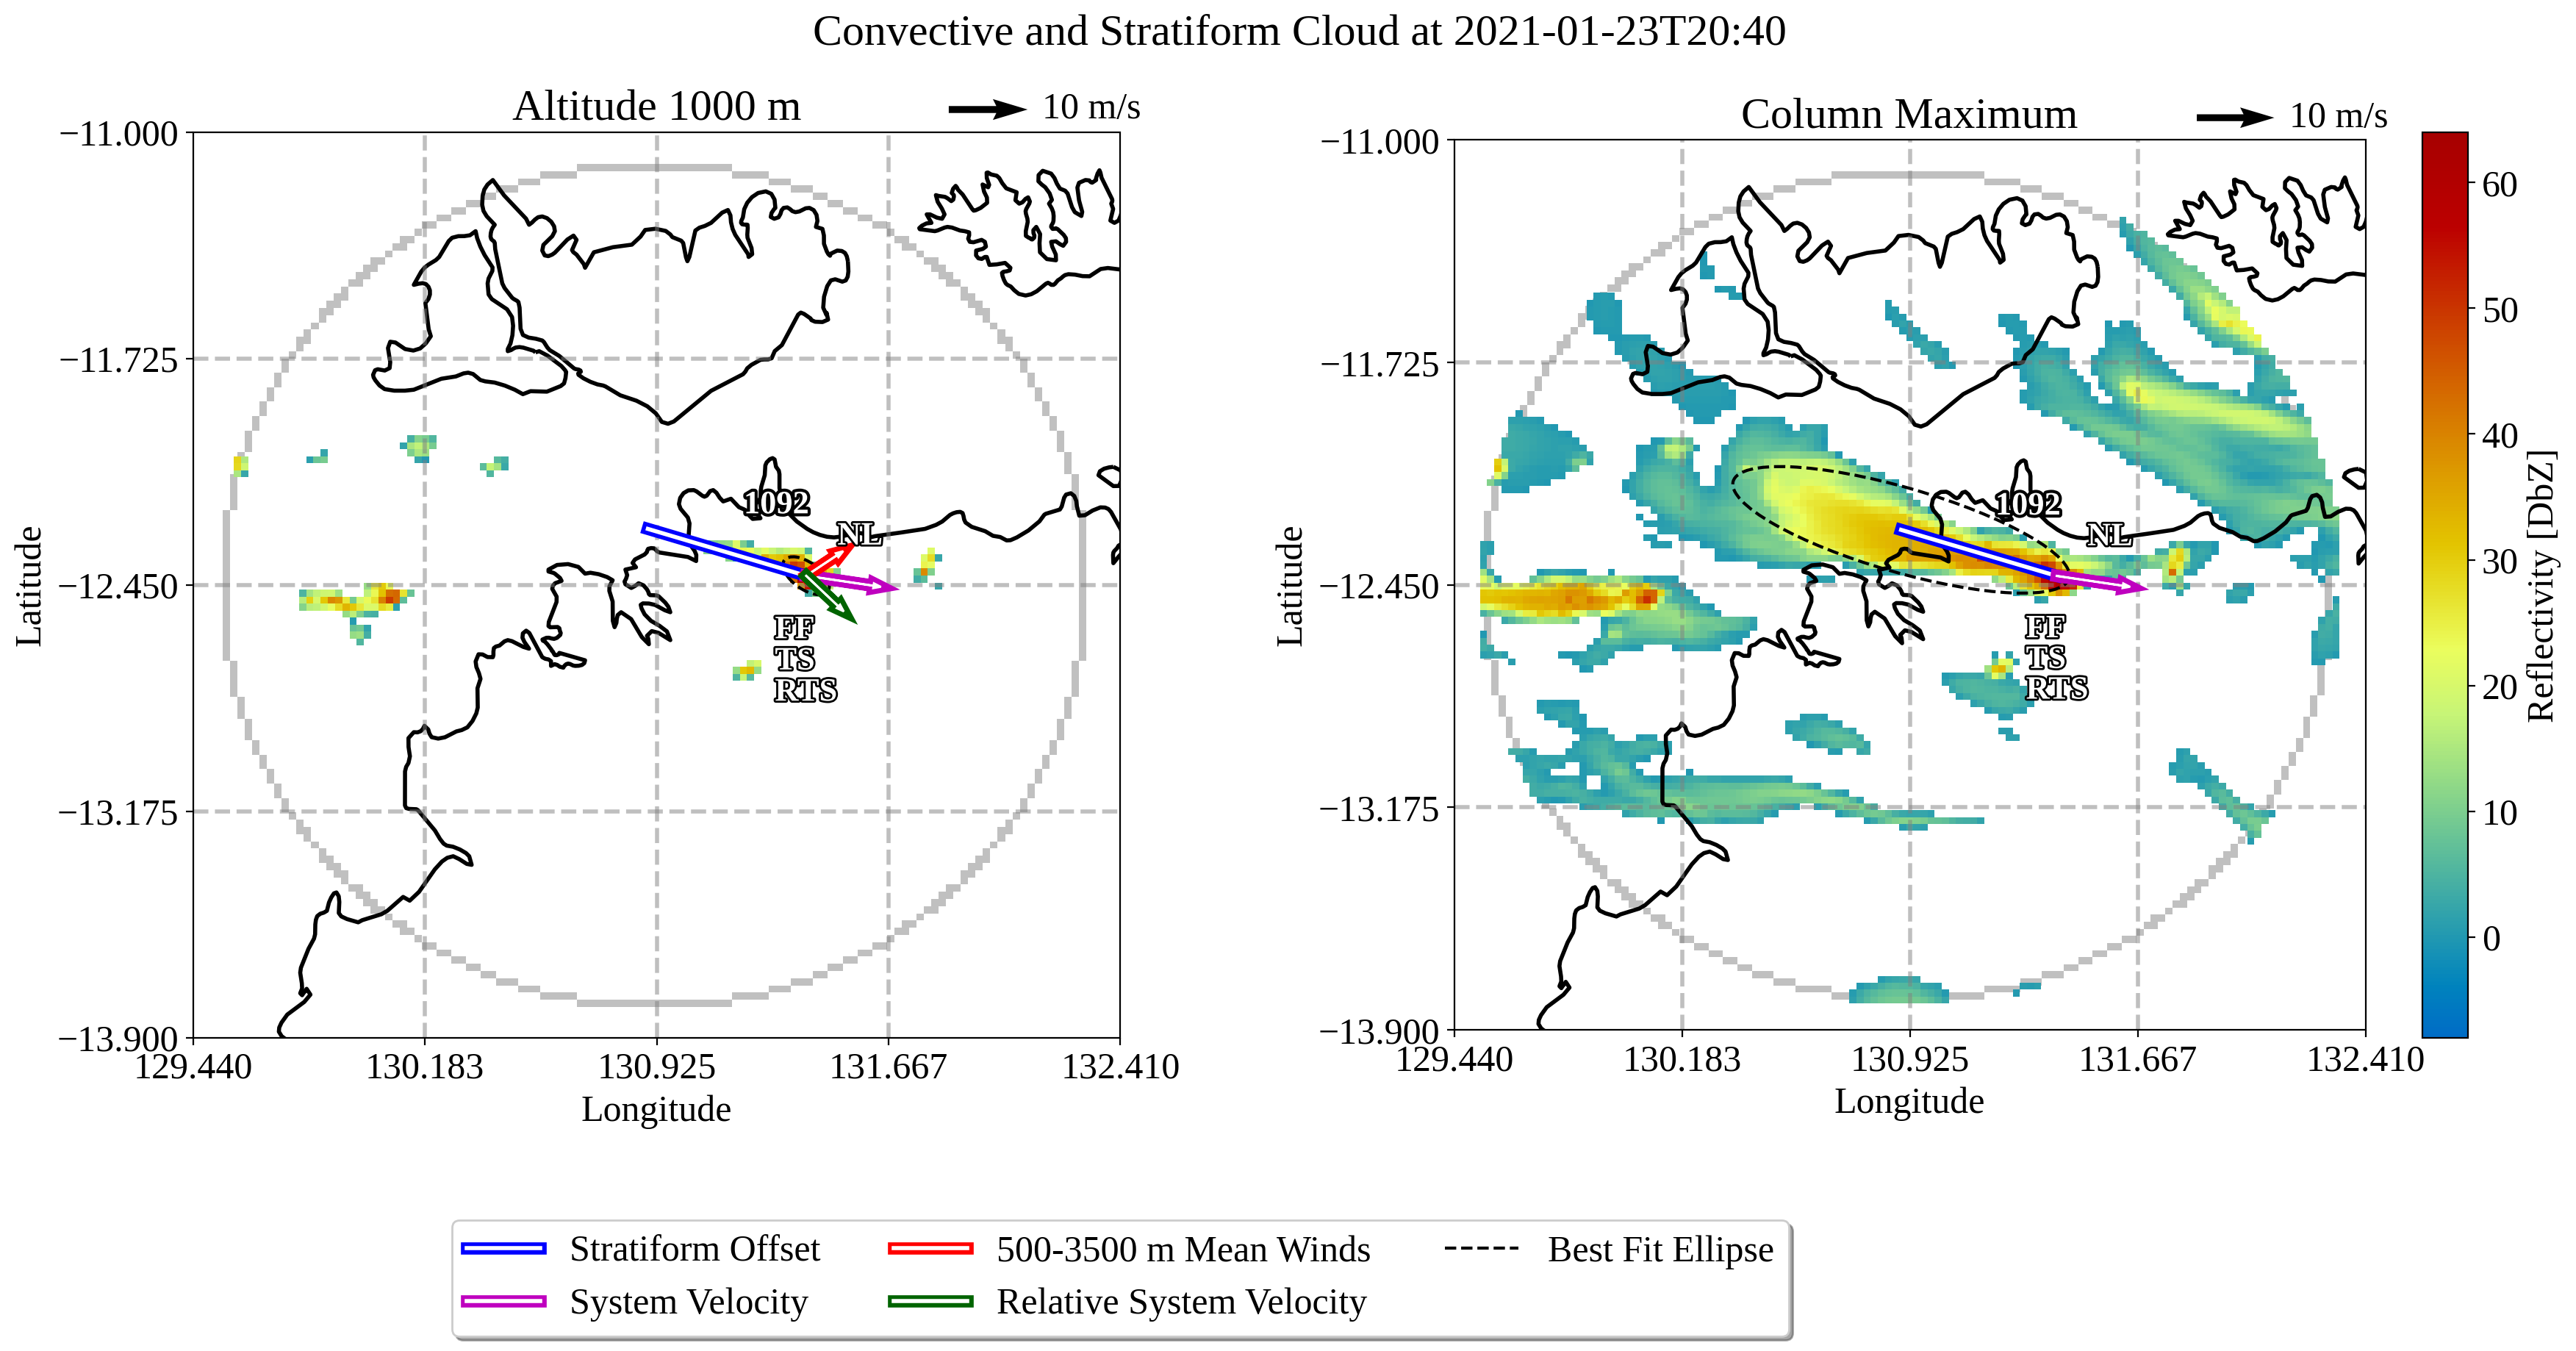 Convective and Stratiform Cloud at 2021-01-23T20:40
Altitude 1000 m
10 m/s
−11.000
−11.725
−12.450
−13.175
−13.900
Latitude
129.440
130.183
130.925
131.667
132.410
Longitude
1092
NL
FF
TS
RTS
Column Maximum
10 m/s
−11.000
−11.725
−12.450
−13.175
−13.900
Latitude
129.440
130.183
130.925
131.667
132.410
Longitude
1092
NL
FF
TS
RTS
60
50
40
30
20
10
0
Reflectivity [DbZ]
Stratiform Offset
System Velocity
500-3500 m Mean Winds
Relative System Velocity
Best Fit Ellipse